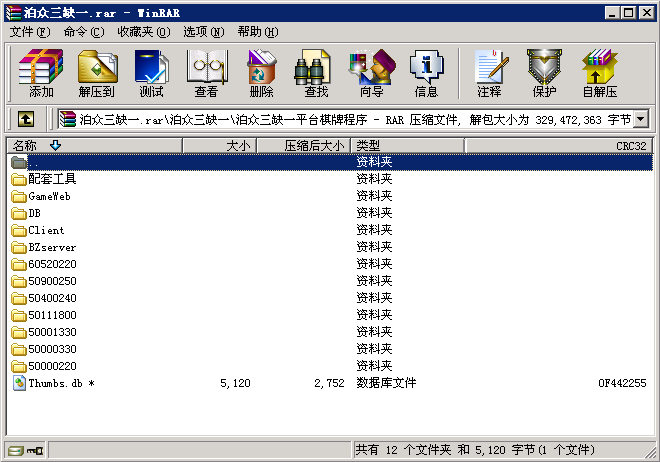 泊众三缺一.rar - WinRAR
文件(F) 命令(C) 收藏夹(O) 选项(N) 帮助(H)
添加 解压到 测试 查看 删除 查找 向导 信息 注释 保护 自解压
泊众三缺一.rar\泊众三缺一\泊众三缺一平台棋牌程序 - RAR 压缩文件, 解包大小为 329,472,363 字节
名称 大小 压缩后大小 类型 CRC32
.. 资料夹
配套工具 资料夹
GameWeb 资料夹
DB 资料夹
Client 资料夹
BZserver 资料夹
60520220 资料夹
50900250 资料夹
50400240 资料夹
50111800 资料夹
50001330 资料夹
50000330 资料夹
50000220 资料夹
Thumbs.db * 5,120 2,752 数据库文件 0F442255
共有 12 个文件夹 和 5,120 字节(1 个文件)